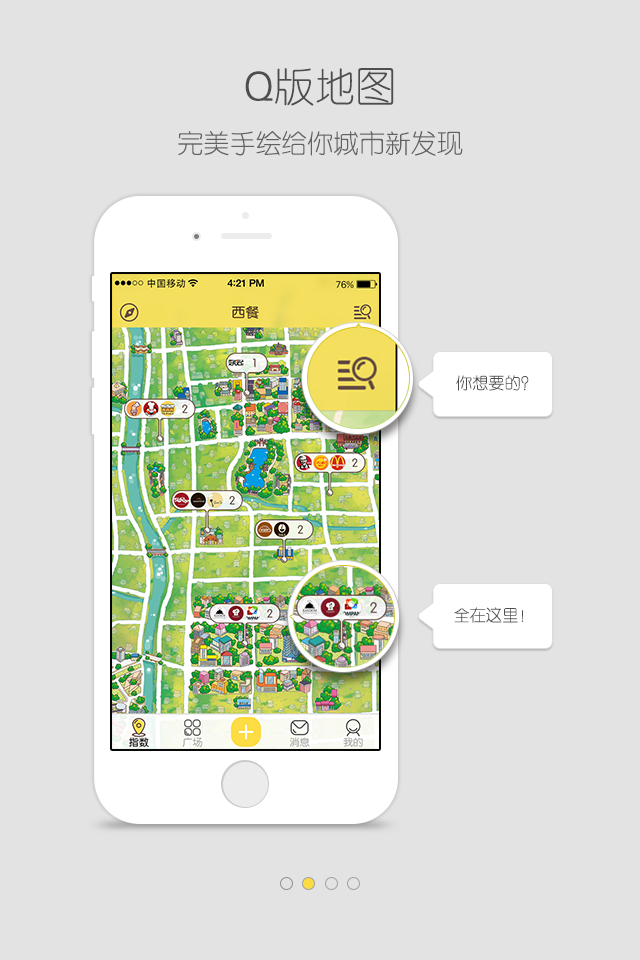 Q版地图
完美手绘给你城市新发现
中国移动
4:21 PM
76%
西餐
1
你想要的?
2
2
2
2
2
2
全在这里!
指数
广场
消息
我的